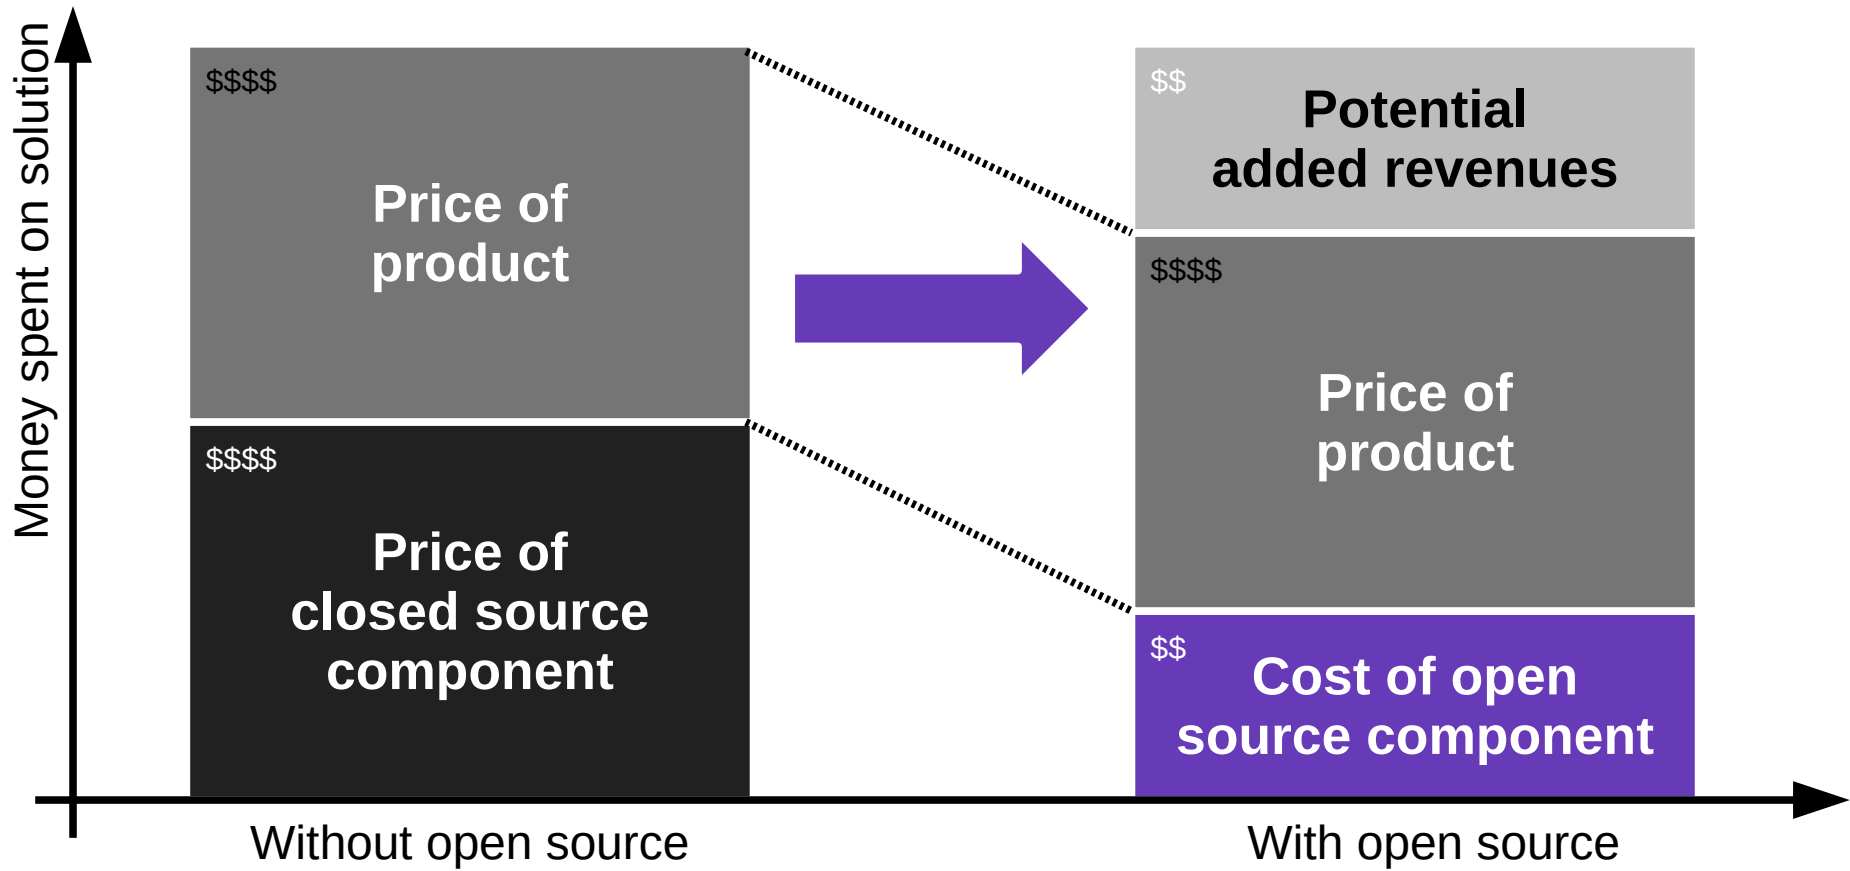 Money spent on solution
$$$$
Price of
product
$$$$
Price of
closed source
component
Without open source
$$
Potential
added revenues
$$$$
Price of
product
$$
Cost of open
source component
With open source